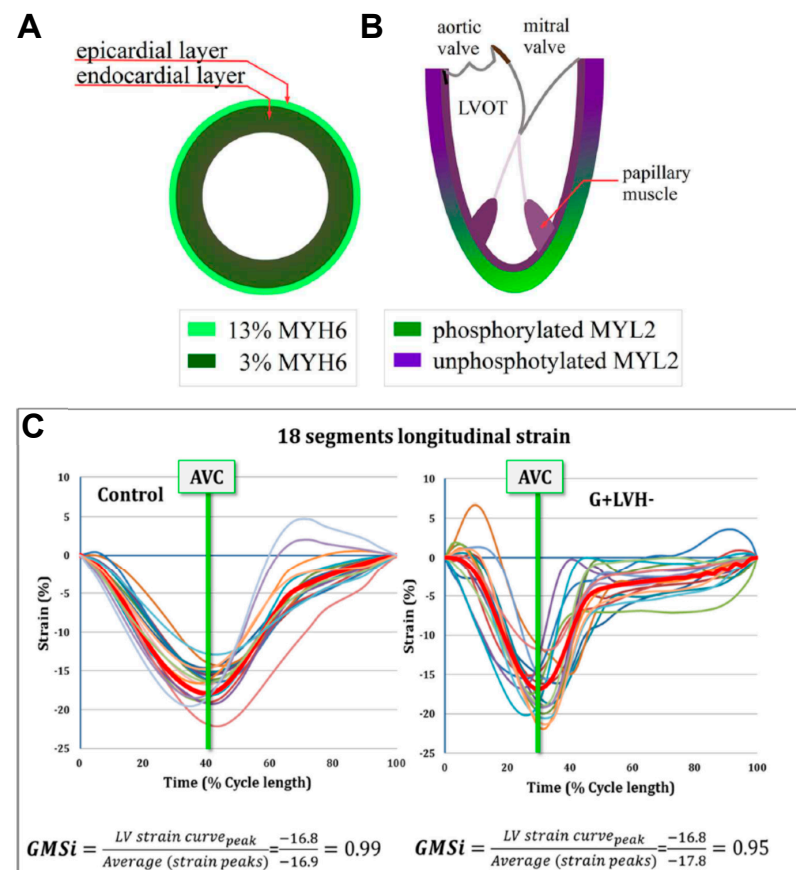 A
epicardial layer
endocardial layer
13% MYH6
3% MYH6
B
aortic valve
mitral valve
LVOT
papillary muscle
phosphorylated MYL2
unphosphotylated MYL2
C
18 segments longitudinal strain
Control
AVC
10
5
0
-5
-10
-15
-20
-25
Strain (%)
0 20 40 60 80 100
Time (% Cycle length)
GMSi = LV strain curve peak / Average (strain peaks) = -16.8 / -16.9 = 0.99
AVC
G+LVH-
10
5
0
-5
-10
-15
-20
-25
Strain (%)
0 20 40 60 80 100
Time (% Cycle length)
GMSi = LV strain curve peak / Average (strain peaks) = -16.8 / -17.8 = 0.95